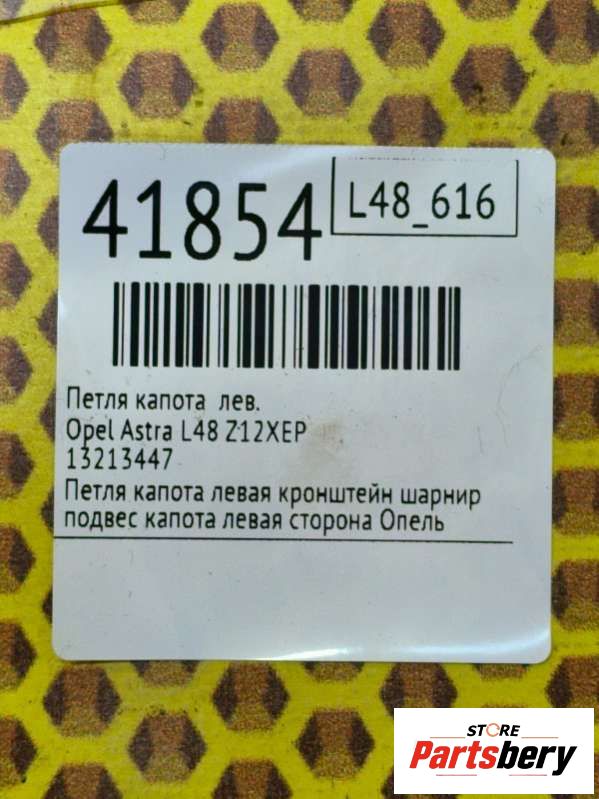 41854
L48_616
Петля капота лев.
Opel Astra L48 Z12XEP
13213447
Петля капота левая кронштейн шарнир
подвес капота левая сторона Опель
STORE
Partsbery